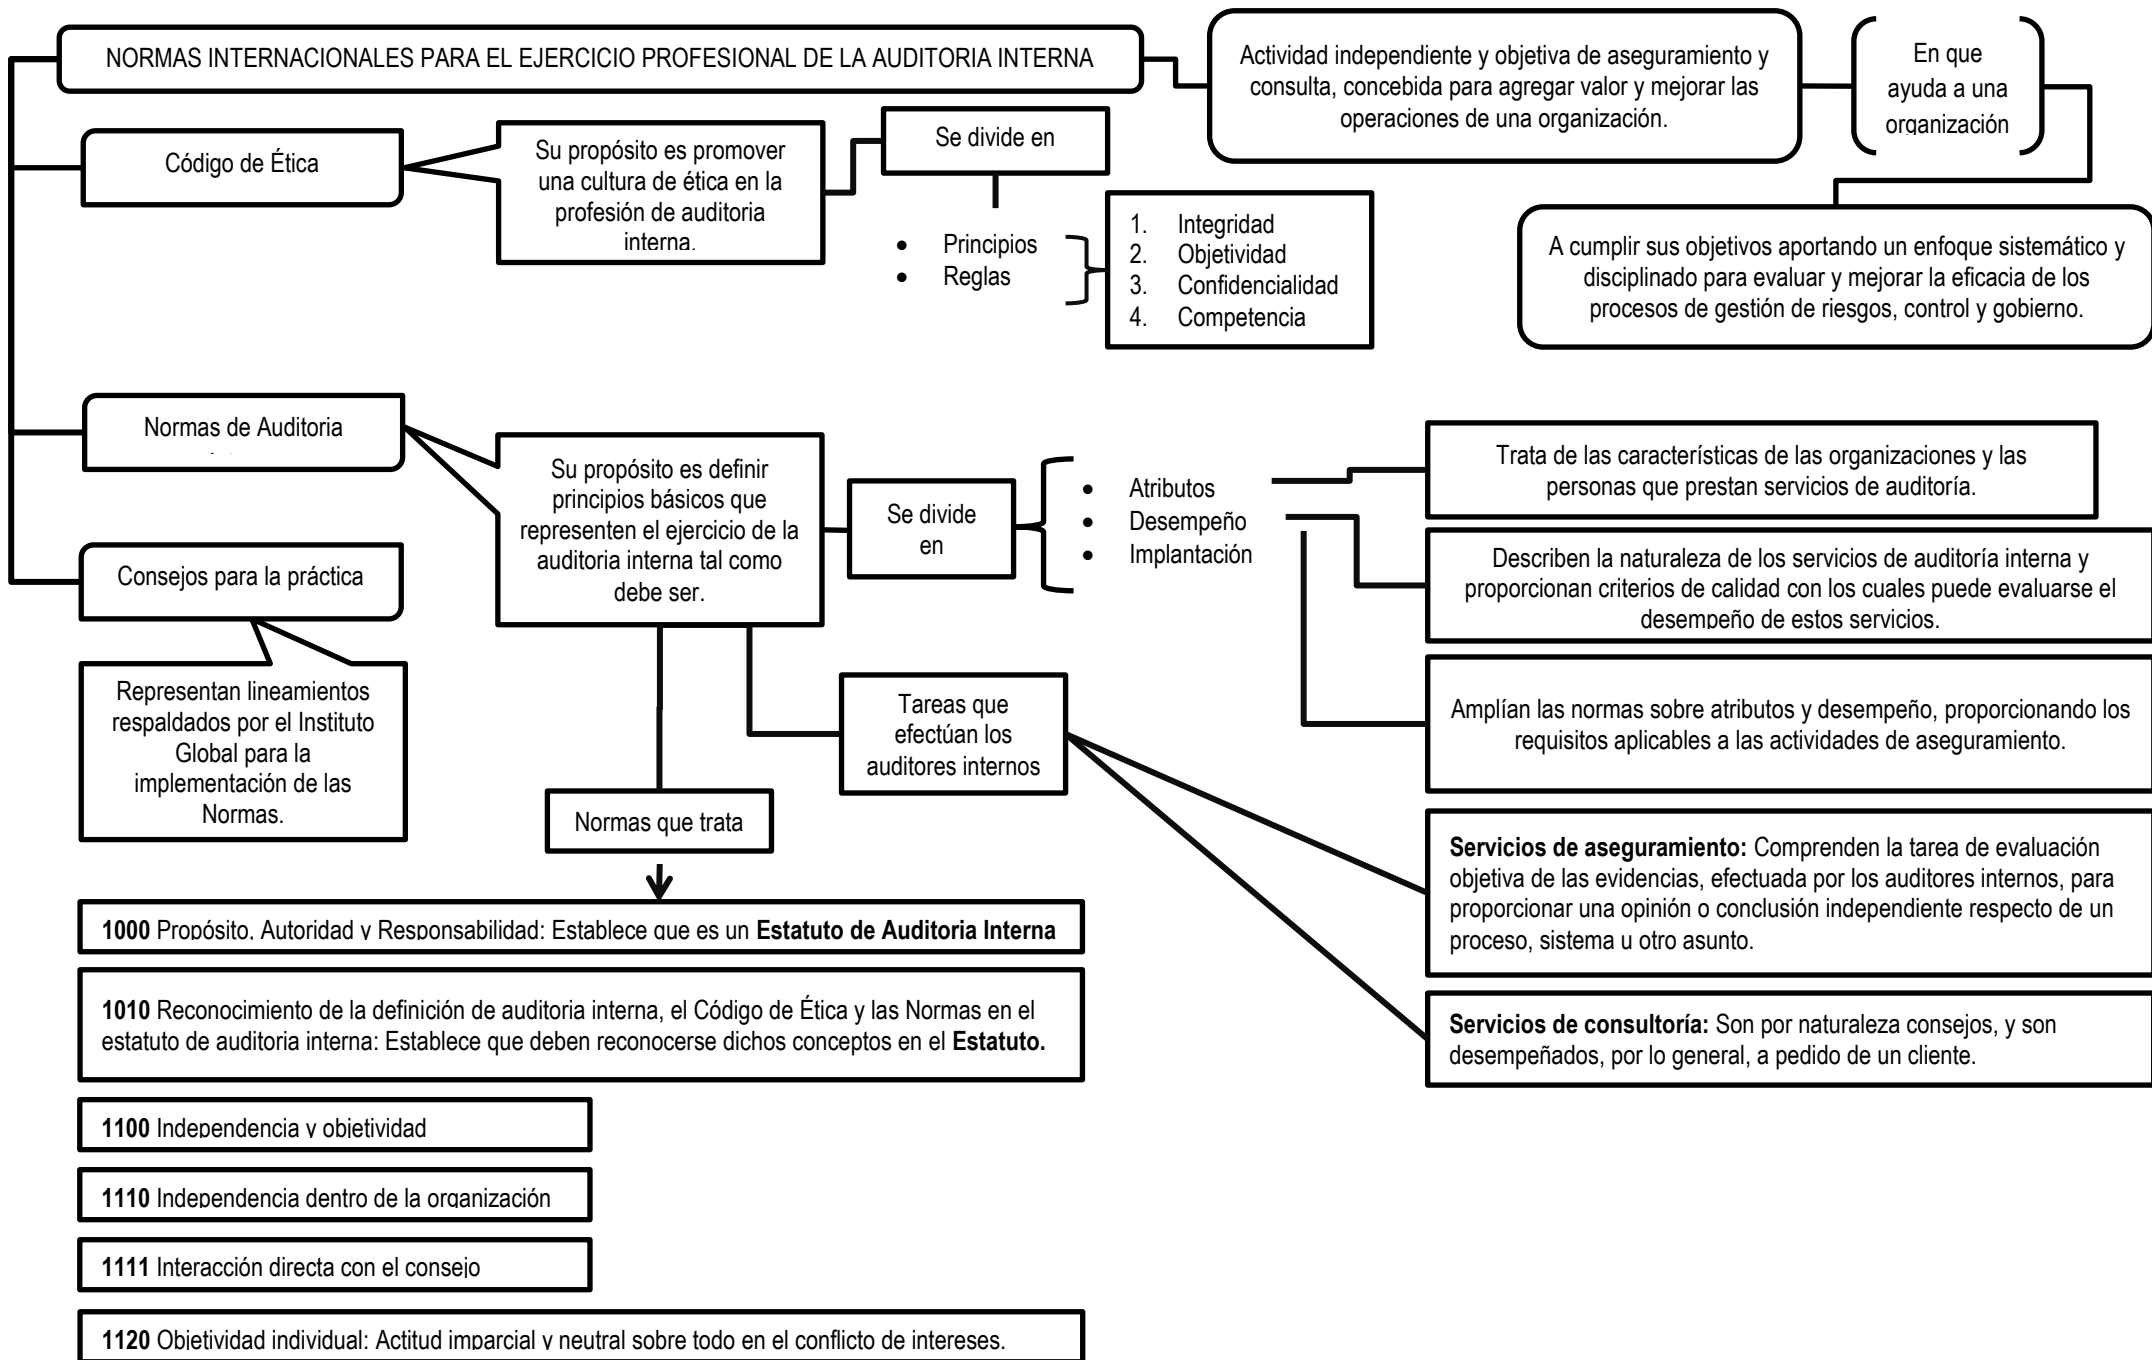 NORMAS INTERNACIONALES PARA EL EJERCICIO PROFESIONAL DE LA AUDITORIA INTERNA
Actividad independiente y objetiva de aseguramiento y
consulta, concebida para agregar valor y mejorar las
operaciones de una organización.
En que
ayuda a una
organización
A cumplir sus objetivos aportando un enfoque sistemático y
disciplinado para evaluar y mejorar la eficacia de los
procesos de gestión de riesgos, control y gobierno.
Código de Ética
Su propósito es promover
una cultura de ética en la
profesión de auditoria
interna.
Se divide en
• Principios
• Reglas
1. Integridad
2. Objetividad
3. Confidencialidad
4. Competencia
Normas de Auditoria
Su propósito es definir
principios básicos que
representen el ejercicio de la
auditoria interna tal como
debe ser.
Se divide
en
• Atributos
• Desempeño
• Implantación
Trata de las características de las organizaciones y las
personas que prestan servicios de auditoría.
Describen la naturaleza de los servicios de auditoría interna y
proporcionan criterios de calidad con los cuales puede evaluarse el
desempeño de estos servicios.
Amplían las normas sobre atributos y desempeño, proporcionando los
requisitos aplicables a las actividades de aseguramiento.
Consejos para la práctica
Representan lineamientos
respaldados por el Instituto
Global para la
implementación de las
Normas.
Tareas que
efectúan los
auditores internos
Servicios de aseguramiento: Comprenden la tarea de evaluación
objetiva de las evidencias, efectuada por los auditores internos, para
proporcionar una opinión o conclusión independiente respecto de un
proceso, sistema u otro asunto.
Servicios de consultoría: Son por naturaleza consejos, y son
desempeñados, por lo general, a pedido de un cliente.
Normas que trata
1000 Propósito, Autoridad y Responsabilidad: Establece que es un Estatuto de Auditoria Interna
1010 Reconocimiento de la definición de auditoria interna, el Código de Ética y las Normas en el
estatuto de auditoria interna: Establece que deben reconocerse dichos conceptos en el Estatuto.
1100 Independencia y objetividad
1110 Independencia dentro de la organización
1111 Interacción directa con el consejo
1120 Objetividad individual: Actitud imparcial y neutral sobre todo en el conflicto de intereses.